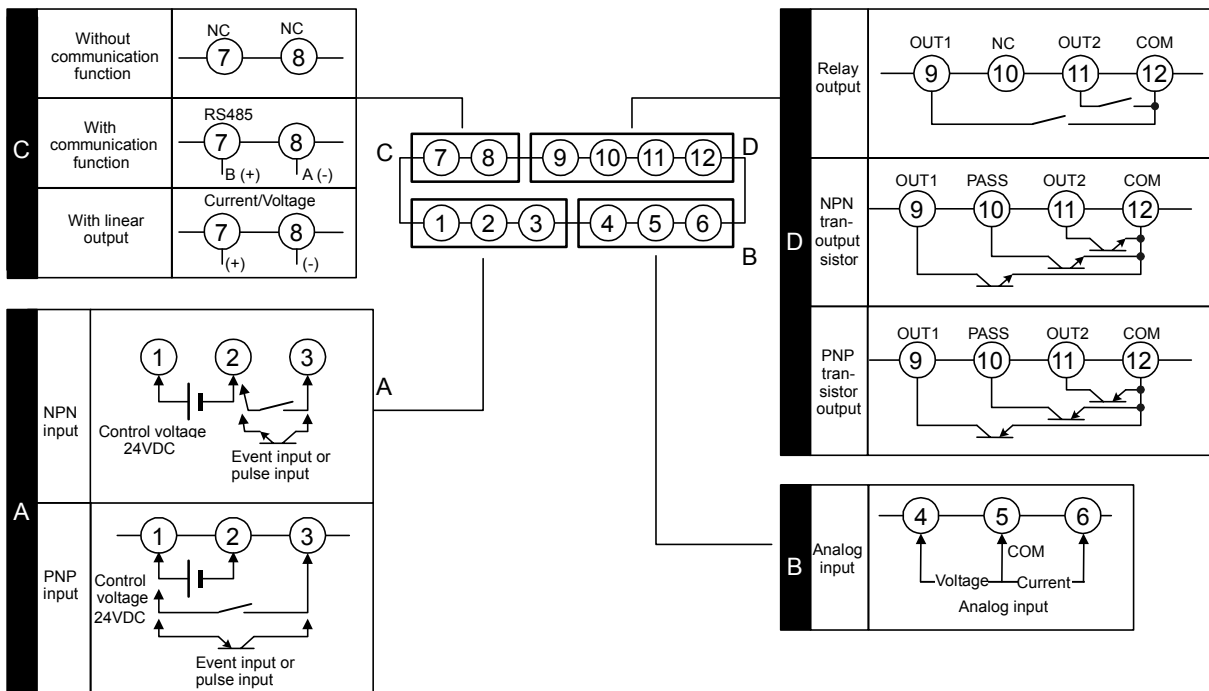 C
Without
communication
function
NC NC
7 8
With
communication
function
RS485
7 8
B (+) A (-)
With linear
output
Current/Voltage
7 8
(+) (-)
C 7 8 9 10 11 12 D
1 2 3 4 5 6
B
A
NPN
input
1 2 3
Control voltage
24VDC
Event input or
pulse input
A
PNP
input
1 2 3
Control
voltage
24VDC
Event input or
pulse input
D
Relay
output
OUT1 NC OUT2 COM
9 10 11 12
NPN
tran-
output
sistor
OUT1 PASS OUT2 COM
9 10 11 12
PNP
tran-
sistor
output
OUT1 PASS OUT2 COM
9 10 11 12
B
Analog
input
4 5 6
COM
Voltage Current
Analog input